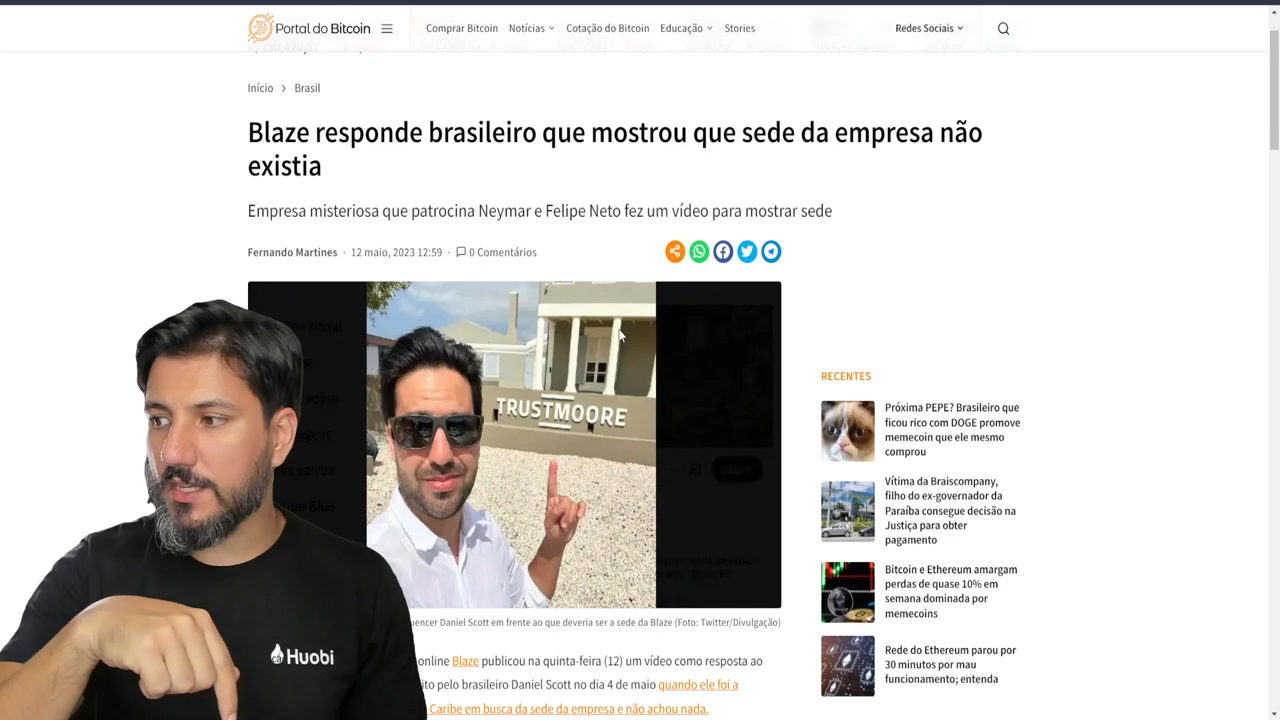 Portal do Bitcoin
Comprar Bitcoin
Notícias
Cotação do Bitcoin
Educação
Stories
Redes Sociais
Início
Brasil
Blaze responde brasileiro que mostrou que sede da empresa não
existia
Empresa misteriosa que patrocina Neymar e Felipe Neto fez um vídeo para mostrar sede
Fernando Martines · 12 maio, 2023 12:59 · 0 Comentários
TRUSTMOORE
Huobi
uencer Daniel Scott em frente ao que deveria ser a sede da Blaze (Foto: Twitter/Divulgação)
online Blaze publicou na quinta-feira (12) um vídeo como resposta ao
ito pelo brasileiro Daniel Scott no dia 4 de maio quando ele foi a
Caribe em busca da sede da empresa e não achou nada.
RECENTES
Próxima PEPE? Brasileiro que
ficou rico com DOGE promove
memecoin que ele mesmo
comprou
Vítima da Braiscompany,
filho do ex-governador da
Paraíba consegue decisão na
Justiça para obter
pagamento
Bitcoin e Ethereum amargam
perdas de quase 10% em
semana dominada por
memecoins
Rede do Ethereum parou por
30 minutos por mau
funcionamento; entenda